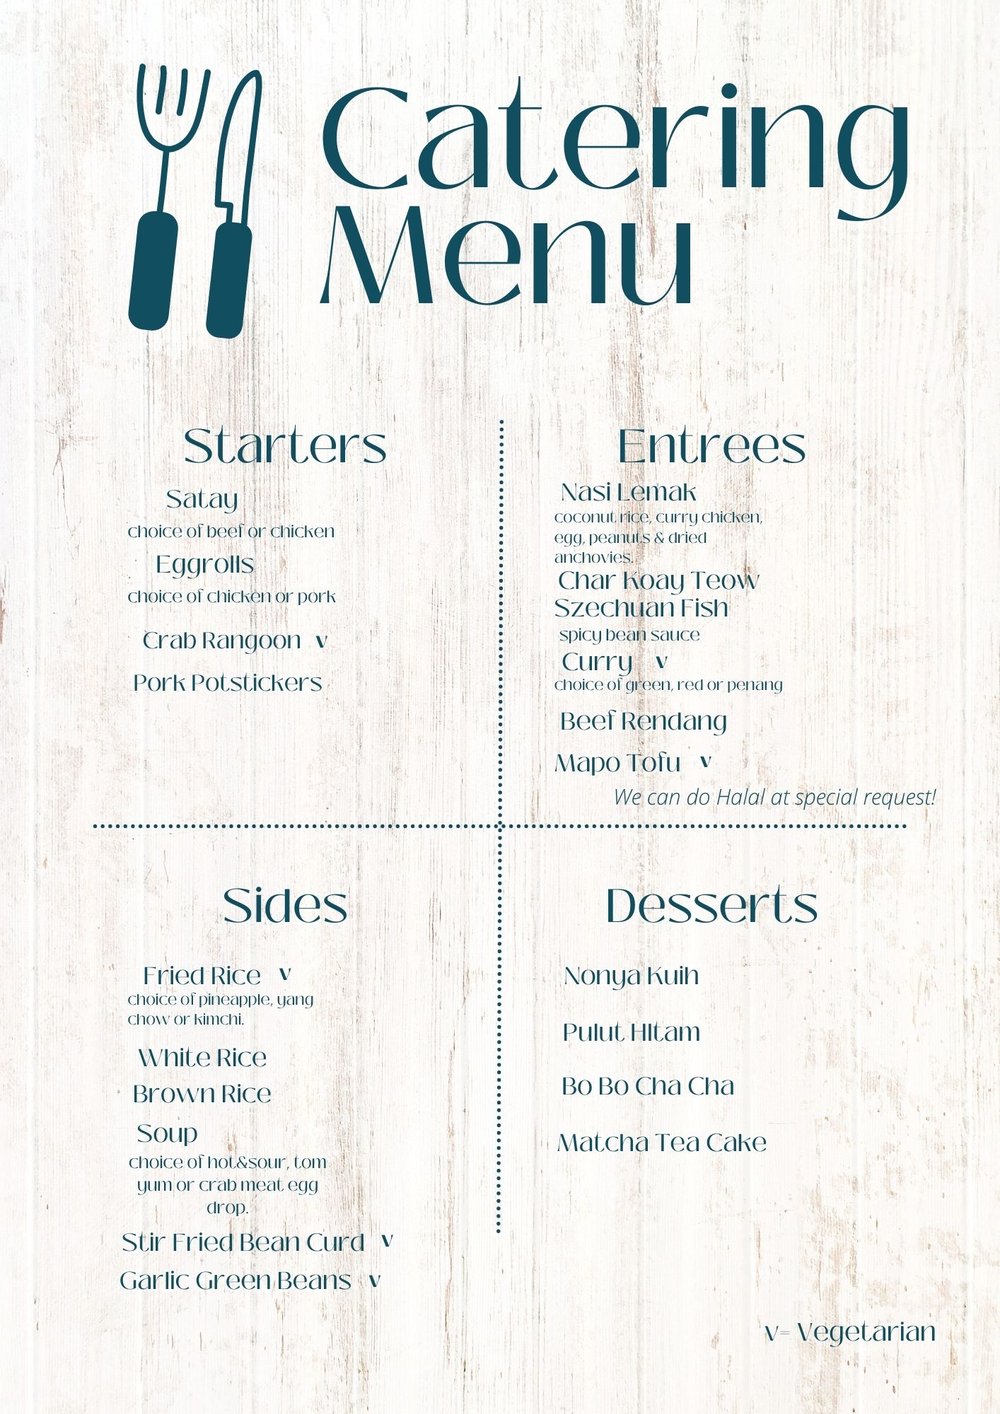 Catering
Menu
Starters
Satay
choice of beef or chicken
Eggrolls
choice of chicken or pork
Crab Rangoon v
Pork Potstickers
Entrees
Nasi Lemak
coconut rice, curry chicken,
egg, peanuts & dried
anchovies.
Char Koay Teow
Szechuan Fish
spicy bean sauce
Curry v
choice of green, red or penang
Beef Rendang
Mapo Tofu v
We can do Halal at special request!
Sides
Fried Rice v
choice of pineapple, yang
chow or kimchi.
White Rice
Brown Rice
Soup
choice of hot&sour, tom
yum or crab meat egg
drop.
Stir Fried Bean Curd v
Garlic Green Beans v
Desserts
Nonya Kuih
Pulut HItam
Bo Bo Cha Cha
Matcha Tea Cake
v= Vegetarian